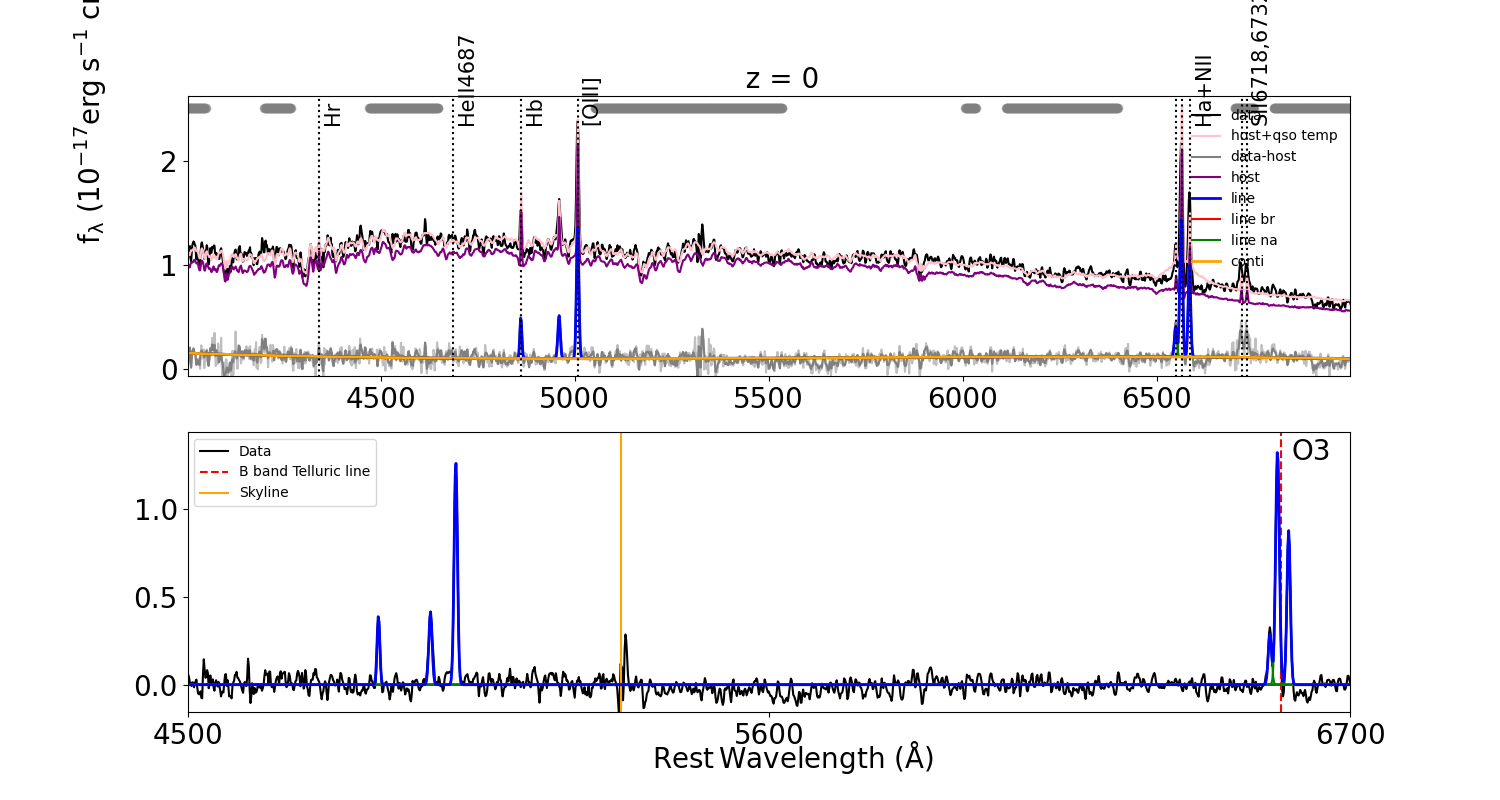 z = 0
Hr
HeII4687
Hb
[OIII]
Ha+NII
SII6718,673
f_λ (10^−17 erg s^−1 c
data
host+qso temp
data-host
host
line
line br
line na
conti
2
1
0
4500
5000
5500
6000
6500
Data
B band Telluric line
Skyline
O3
1.0
0.5
0.0
4500
5600
6700
Rest Wavelength (Å)